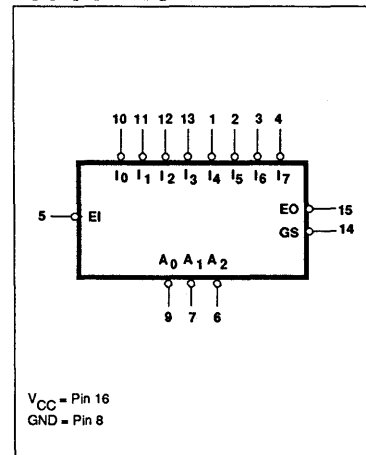 10 11 12 13 1 2 3 4
I0 I1 I2 I3 I4 I5 I6 I7
5 EI
EO 15
GS 14
A0 A1 A2
9 7 6
VCC = Pin 16
GND = Pin 8